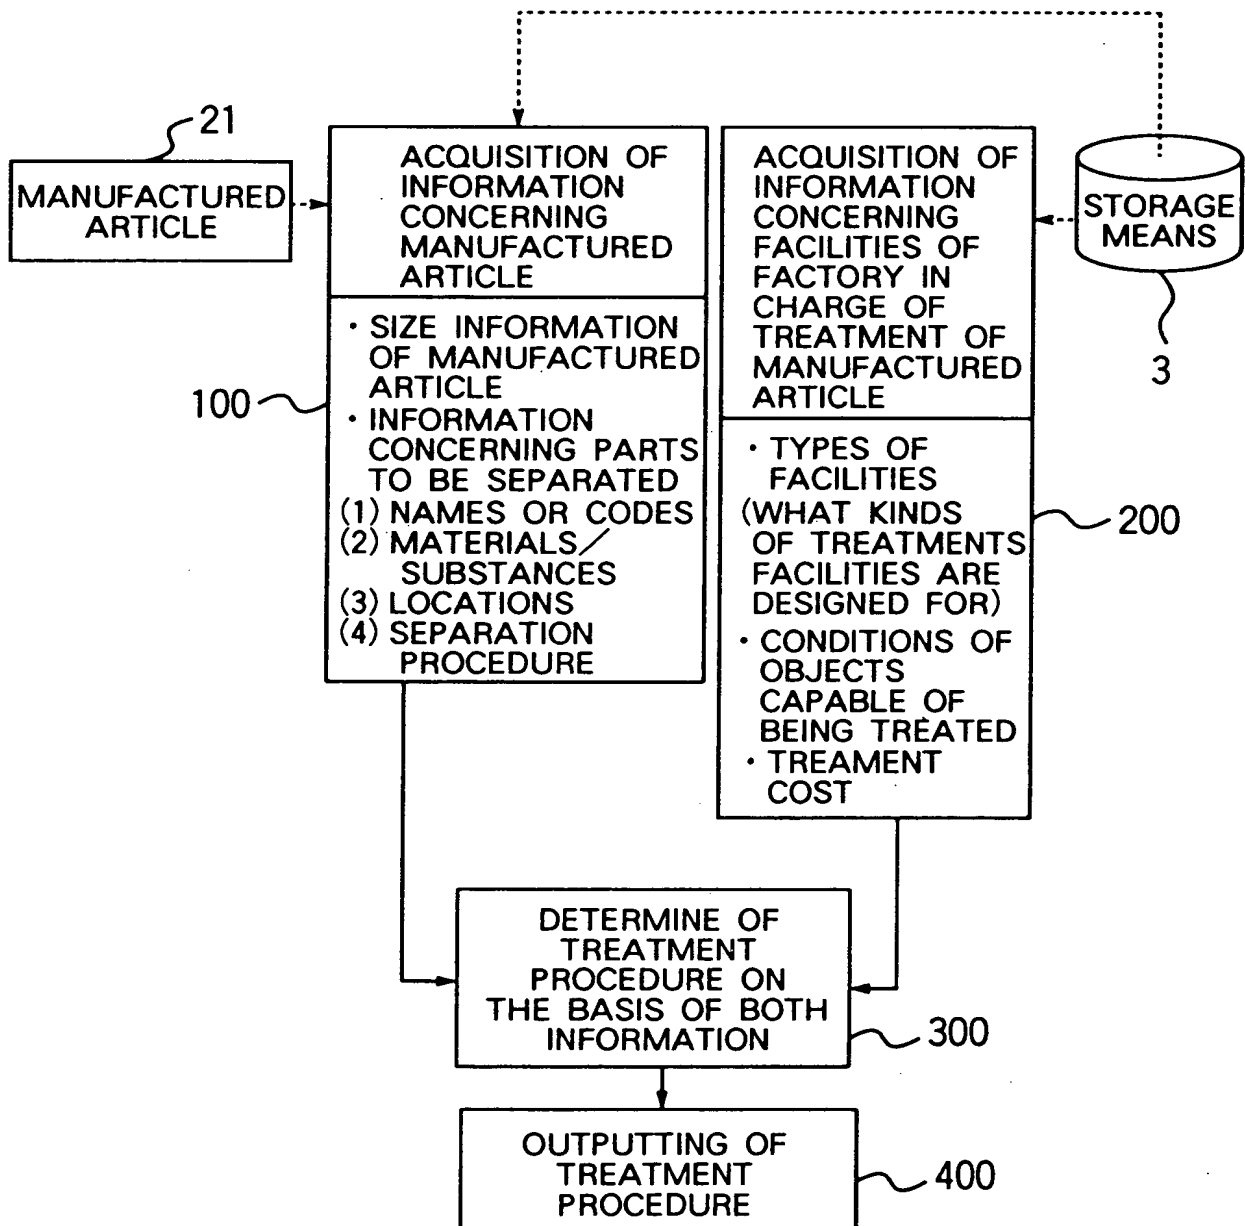 21
MANUFACTURED
ARTICLE
ACQUISITION OF
INFORMATION
CONCERNING
MANUFACTURED
ARTICLE
· SIZE INFORMATION
OF MANUFACTURED
ARTICLE
· INFORMATION
CONCERNING PARTS
TO BE SEPARATED
(1) NAMES OR CODES
(2) MATERIALS/
SUBSTANCES
(3) LOCATIONS
(4) SEPARATION
PROCEDURE
100
ACQUISITION OF
INFORMATION
CONCERNING
FACILITIES OF
FACTORY IN
CHARGE OF
TREATMENT OF
MANUFACTURED
ARTICLE
· TYPES OF
FACILITIES
(WHAT KINDS
OF TREATMENTS
FACILITIES ARE
DESIGNED FOR)
· CONDITIONS OF
OBJECTS
CAPABLE OF
BEING TREATED
· TREAMENT
COST
200
STORAGE
MEANS
3
DETERMINE OF
TREATMENT
PROCEDURE ON
THE BASIS OF BOTH
INFORMATION
300
OUTPUTTING OF
TREATMENT
PROCEDURE
400